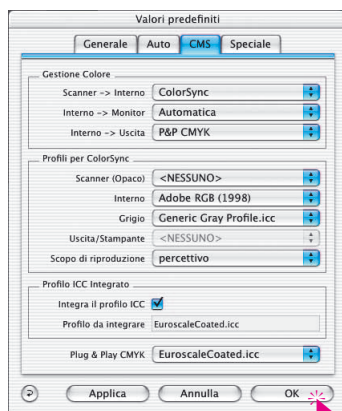 Valori predefiniti
Generale Auto CMS Speciale
Gestione Colore
Scanner -> Interno ColorSync
Interno -> Monitor Automatica
Interno -> Uscita P&P CMYK
Profili per ColorSync
Scanner (Opaco) <NESSUNO>
Interno Adobe RGB (1998)
Grigio Generic Gray Profile.icc
Uscita/Stampante <NESSUNO>
Scopo di riproduzione percettivo
Profilo ICC Integrato
Integra il profilo ICC
Profilo da integrare EuroscaleCoated.icc
Plug & Play CMYK EuroscaleCoated.icc
? Applica Annulla OK